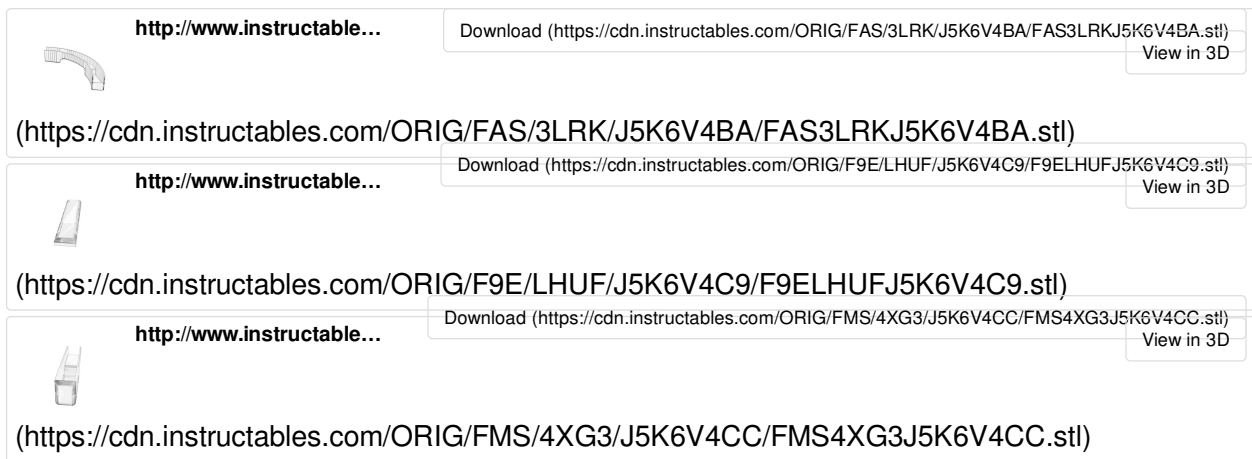 http://www.instructable…
Download (https://cdn.instructables.com/ORIG/FAS/3LRK/J5K6V4BA/FAS3LRKJ5K6V4BA.stl)
View in 3D
(https://cdn.instructables.com/ORIG/FAS/3LRK/J5K6V4BA/FAS3LRKJ5K6V4BA.stl)
http://www.instructable…
Download (https://cdn.instructables.com/ORIG/F9E/LHUF/J5K6V4C9/F9ELHUFJ5K6V4C9.stl)
View in 3D
(https://cdn.instructables.com/ORIG/F9E/LHUF/J5K6V4C9/F9ELHUFJ5K6V4C9.stl)
http://www.instructable…
Download (https://cdn.instructables.com/ORIG/FMS/4XG3/J5K6V4CC/FMS4XG3J5K6V4CC.stl)
View in 3D
(https://cdn.instructables.com/ORIG/FMS/4XG3/J5K6V4CC/FMS4XG3J5K6V4CC.stl)